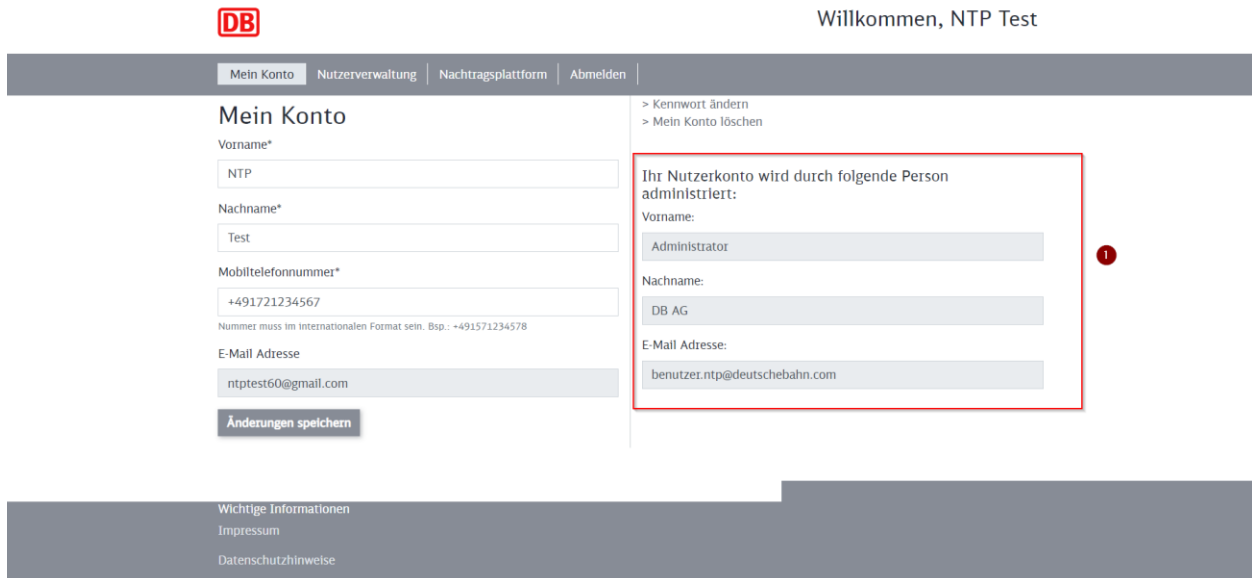 DB
Willkommen, NTP Test
Mein Konto
Nutzerverwaltung
Nachtragsplattform
Abmelden
Mein Konto
Vorname*
NTP
Nachname*
Test
Mobiltelefonnummer*
+491721234567
Nummer muss im internationalen Format sein. Bsp.: +491571234578
E-Mail Adresse
ntptest60@gmail.com
Änderungen speichern
> Kennwort ändern
> Mein Konto löschen
Ihr Nutzerkonto wird durch folgende Person
administriert:
Vorname:
Administrator
Nachname:
DB AG
E-Mail Adresse:
benutzer.ntp@deutschebahn.com
1
Wichtige Informationen
Impressum
Datenschutzhinweise